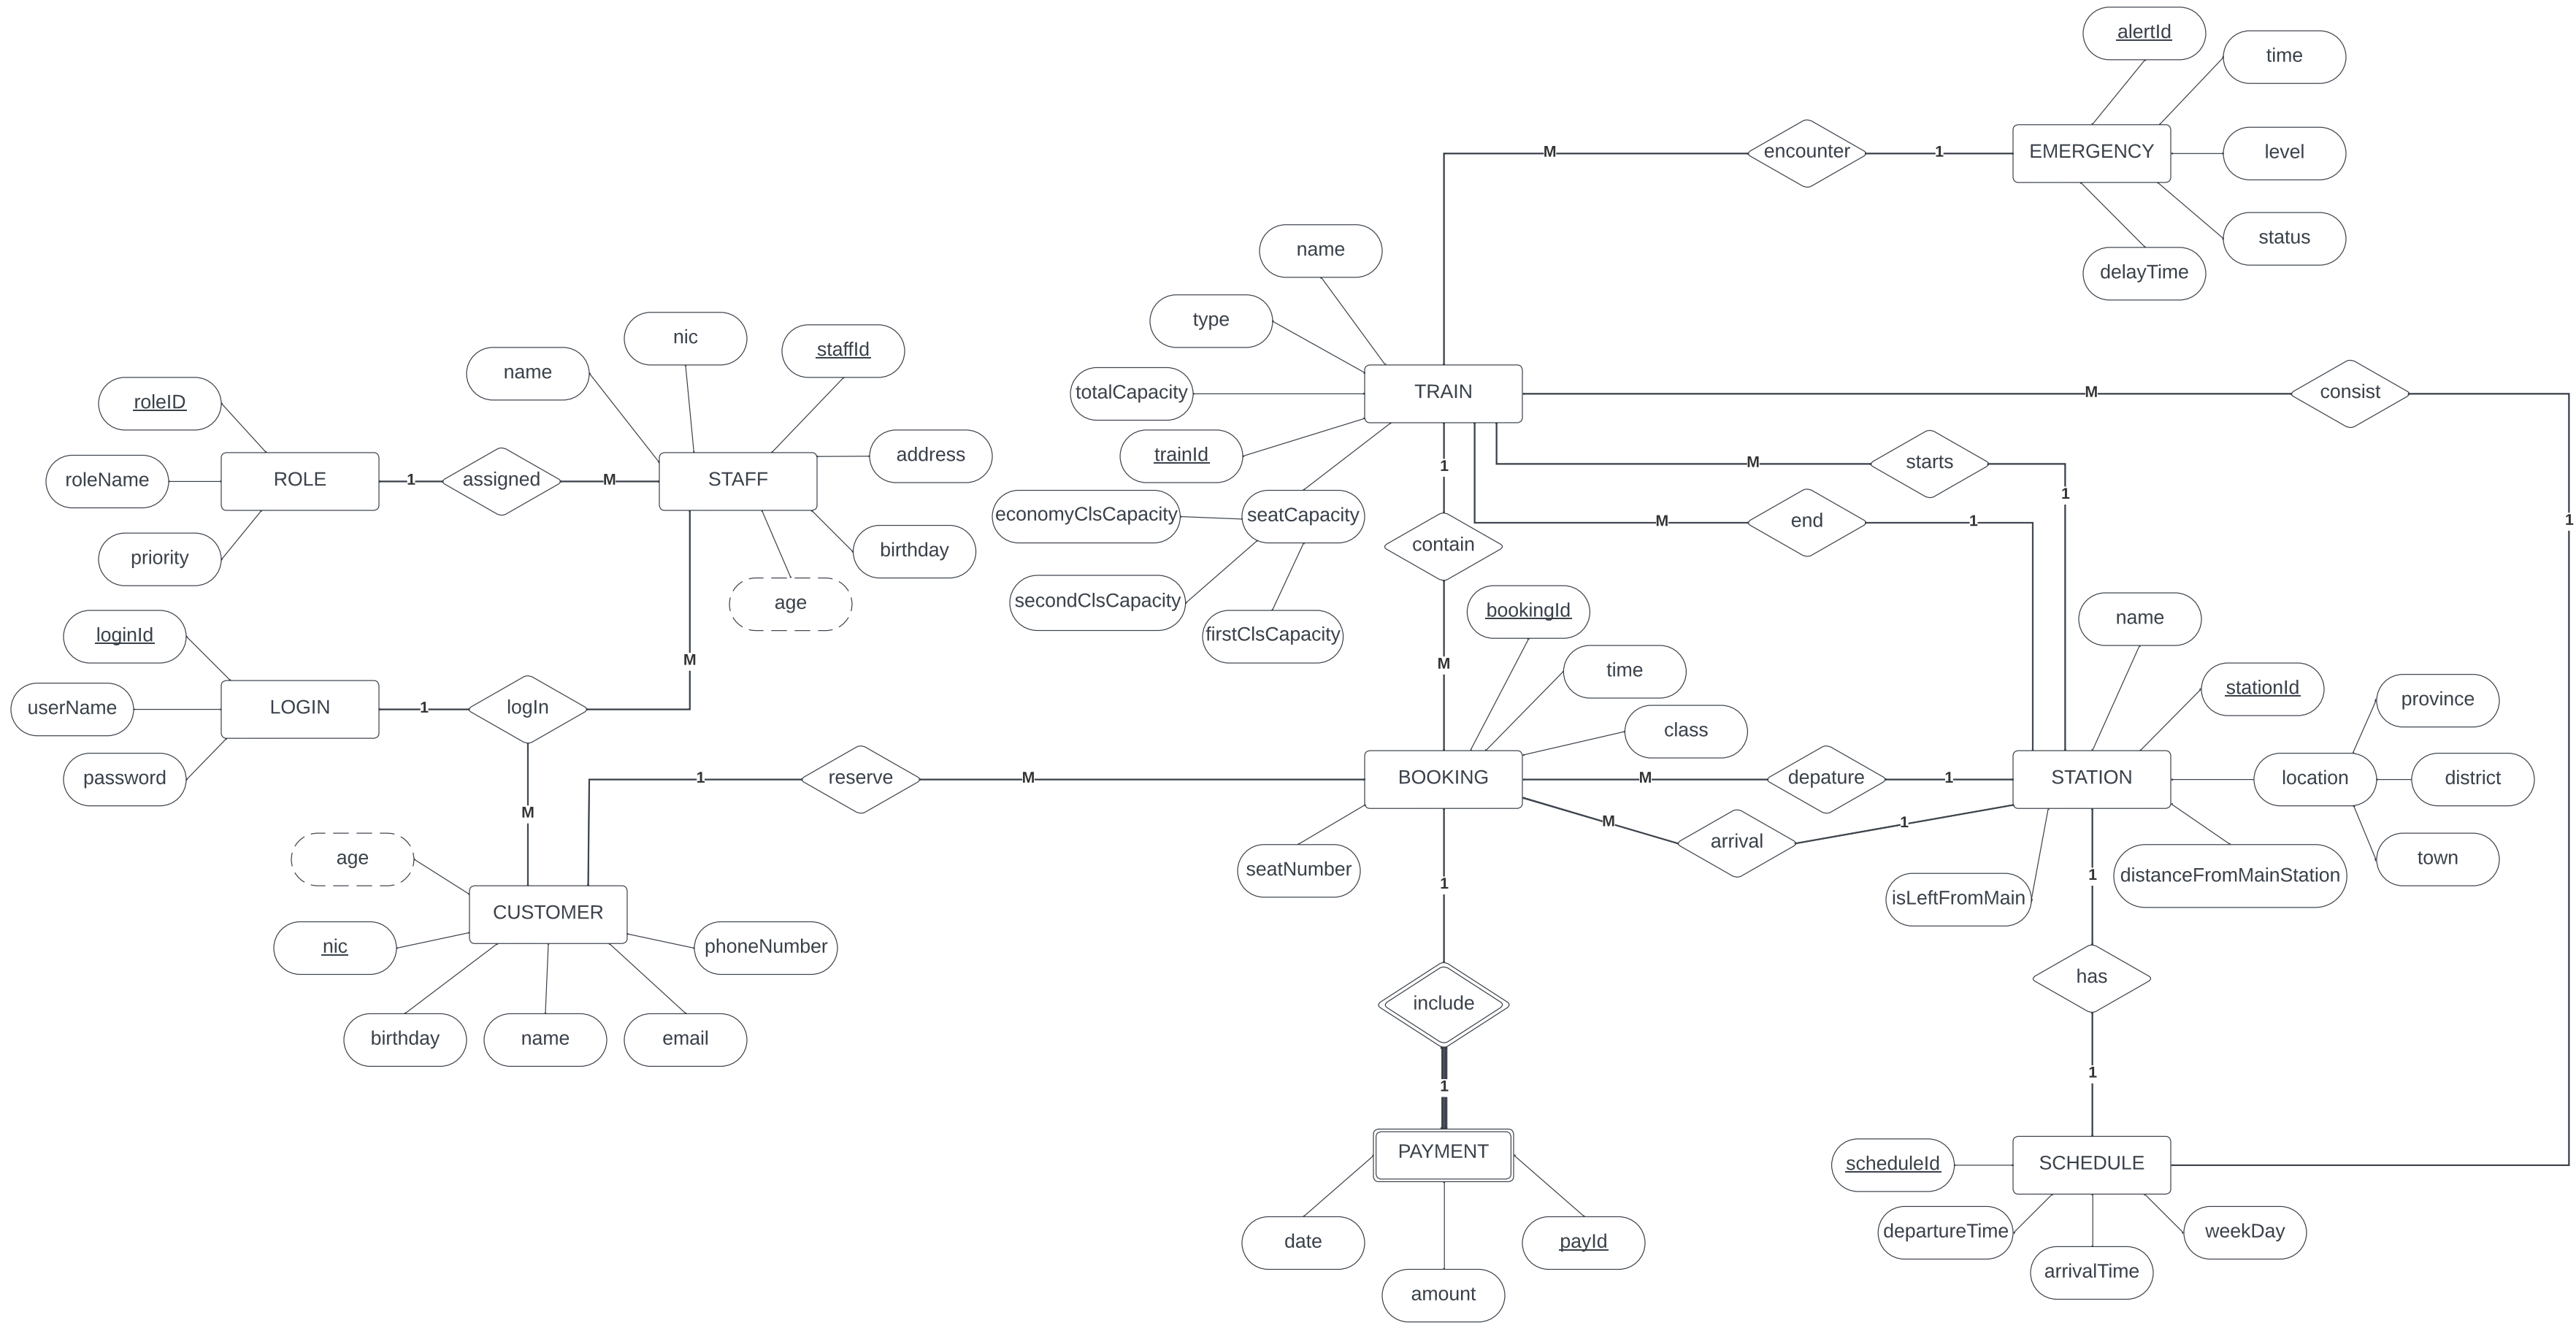 alertId
time
EMERGENCY
level
status
delayTime
encounter
M
1
name
type
totalCapacity
trainId
TRAIN
seatCapacity
economyClsCapacity
secondClsCapacity
firstClsCapacity
M
consist
1
M
starts
1
M
end
1
1
contain
M
name
nic
staffId
address
birthday
age
STAFF
roleID
roleName
priority
ROLE
1
assigned
M
loginId
userName
password
LOGIN
1
logIn
M
M
age
nic
birthday
name
email
phoneNumber
CUSTOMER
1
reserve
M
bookingId
time
class
BOOKING
seatNumber
M
depature
1
M
arrival
1
name
stationId
STATION
location
province
district
town
distanceFromMainStation
isLeftFromMain
1
has
1
scheduleId
SCHEDULE
departureTime
arrivalTime
weekDay
1
include
1
PAYMENT
date
amount
payId